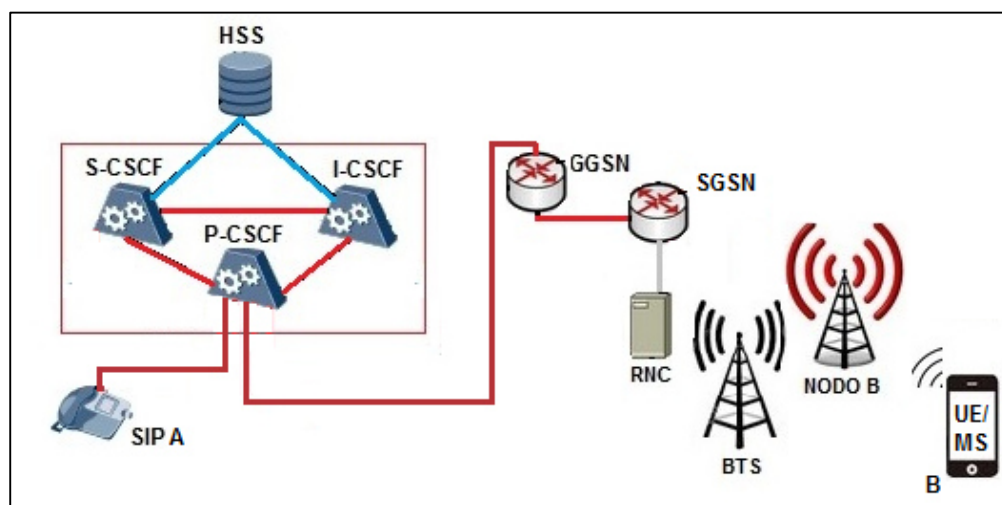 HSS
S-CSCF
I-CSCF
P-CSCF
GGSN
SGSN
RNC
BTS
NODO B
SIP A
UE/
MS
B